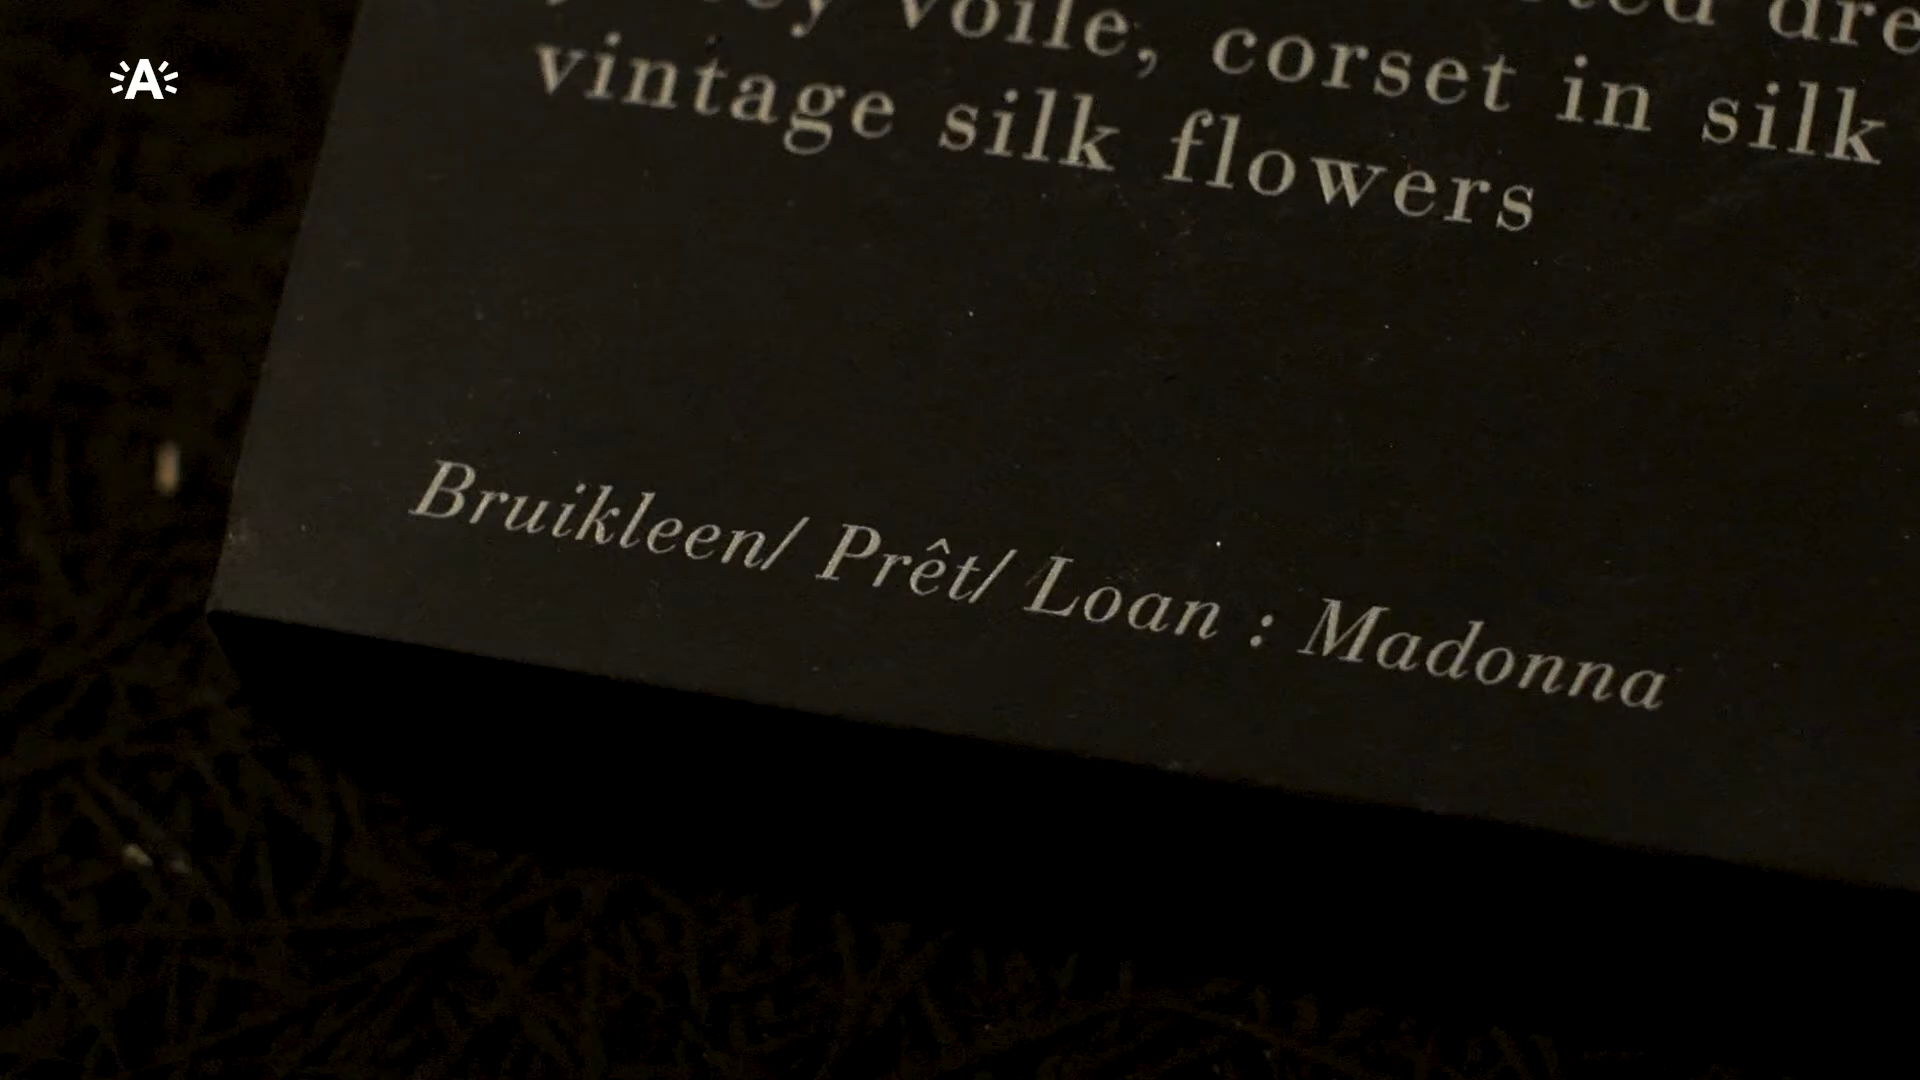 A
voile, corset in silk
vintage silk flowers
Bruikleen/ Prêt/ Loan : Madonna